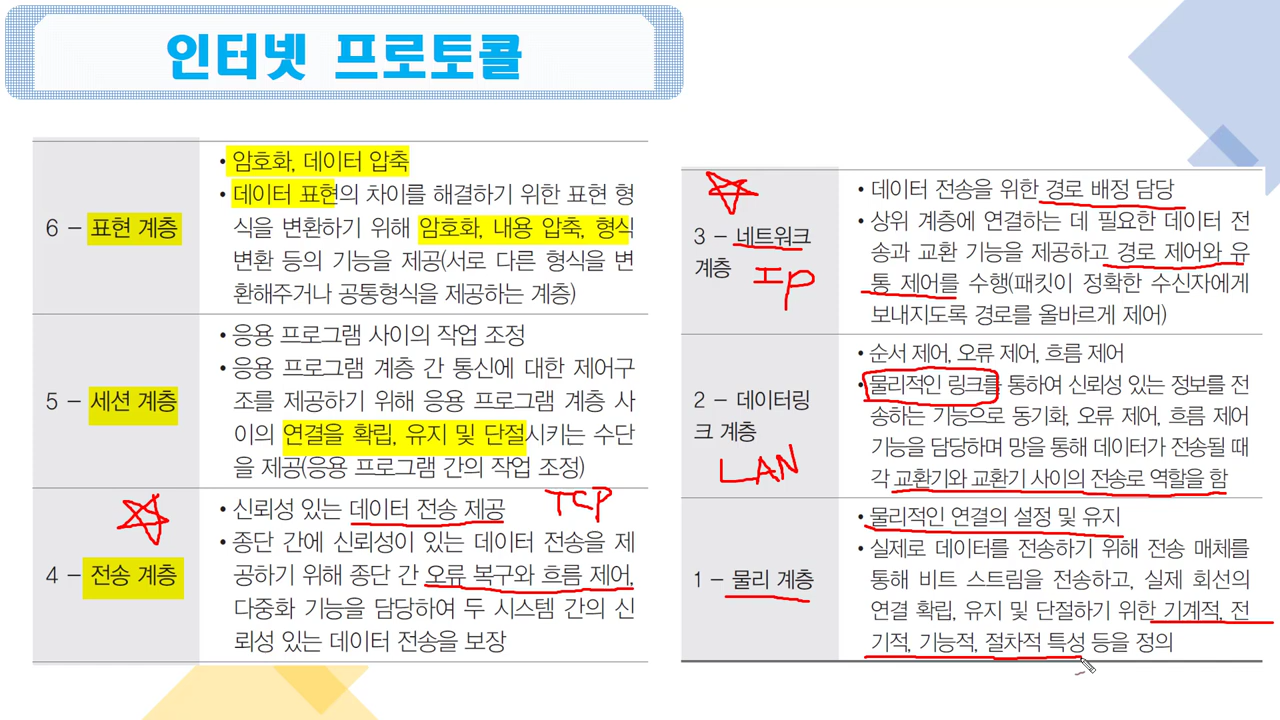 인터넷 프로토콜
6 - 표현 계층
• 암호화, 데이터 압축
• 데이터 표현의 차이를 해결하기 위한 표현 형
식을 변환하기 위해 암호화, 내용 압축, 형식
변환 등의 기능을 제공(서로 다른 형식을 변
환해주거나 공통형식을 제공하는 계층)
5 - 세션 계층
• 응용 프로그램 사이의 작업 조정
• 응용 프로그램 계층 간 통신에 대한 제어구
조를 제공하기 위해 응용 프로그램 계층 사
이의 연결을 확립, 유지 및 단절시키는 수단
을 제공(응용 프로그램 간의 작업 조정)
4 - 전송 계층
• 신뢰성 있는 데이터 전송 제공
TCP
• 종단 간에 신뢰성이 있는 데이터 전송을 제
공하기 위해 종단 간 오류 복구와 흐름 제어,
다중화 기능을 담당하여 두 시스템 간의 신
뢰성 있는 데이터 전송을 보장
3 - 네트워크
계층
IP
• 데이터 전송을 위한 경로 배정 담당
• 상위 계층에 연결하는 데 필요한 데이터 전
송과 교환 기능을 제공하고 경로 제어와 유
통 제어를 수행(패킷이 정확한 수신자에게
보내지도록 경로를 올바르게 제어)
2 - 데이터링
크 계층
LAN
• 순서 제어, 오류 제어, 흐름 제어
• 물리적인 링크를 통하여 신뢰성 있는 정보를 전
송하는 기능으로 동기화, 오류 제어, 흐름 제어
기능을 담당하며 망을 통해 데이터가 전송될 때
각 교환기와 교환기 사이의 전송로 역할을 함
1 - 물리 계층
• 물리적인 연결의 설정 및 유지
• 실제로 데이터를 전송하기 위해 전송 매체를
통해 비트 스트림을 전송하고, 실제 회선의
연결 확립, 유지 및 단절하기 위한 기계적, 전
기적, 기능적, 절차적 특성 등을 정의